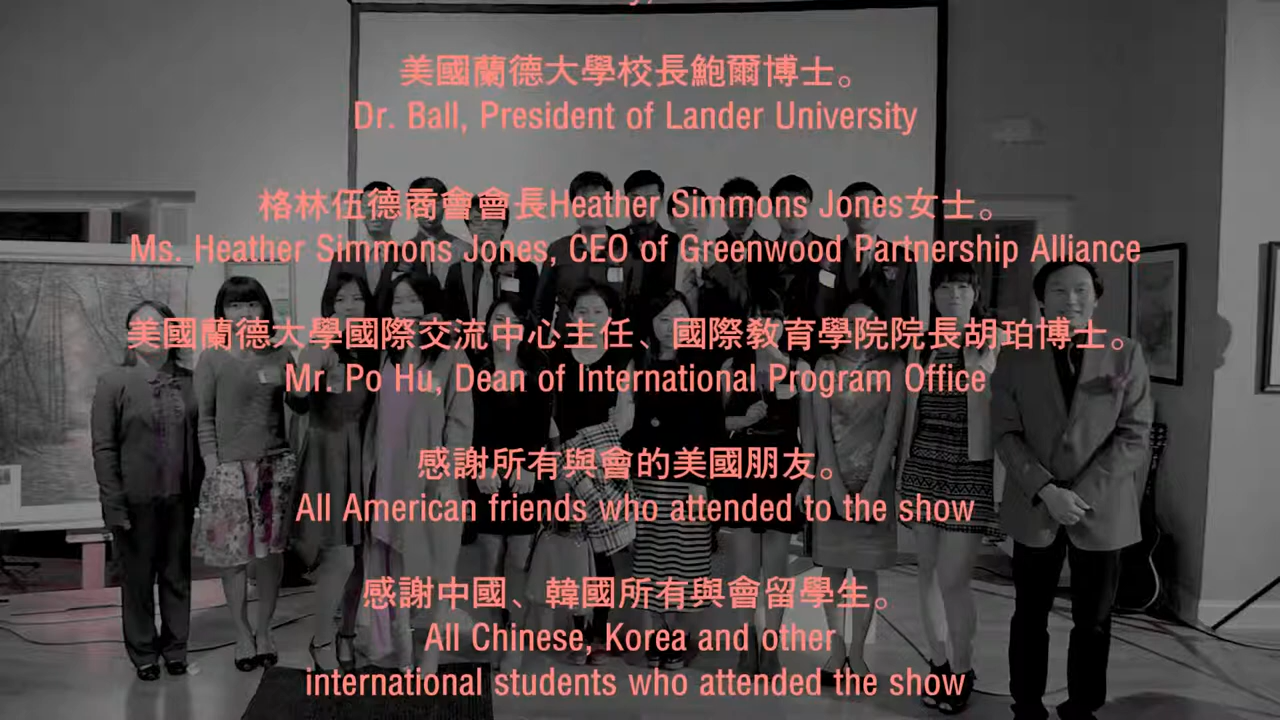 美國蘭德大學校長鮑爾博士。
Dr. Ball, President of Lander University
格林伍德商會會長Heather Simmons Jones女士。
Ms. Heather Simmons Jones, CEO of Greenwood Partnership Alliance
美國蘭德大學國際交流中心主任、國際教育學院院長胡珀博士。
Mr. Po Hu, Dean of International Program Office
感謝所有與會的美國朋友。
All American friends who attended to the show
感謝中國、韓國所有與會留學生。
All Chinese, Korea and other
international students who attended the show